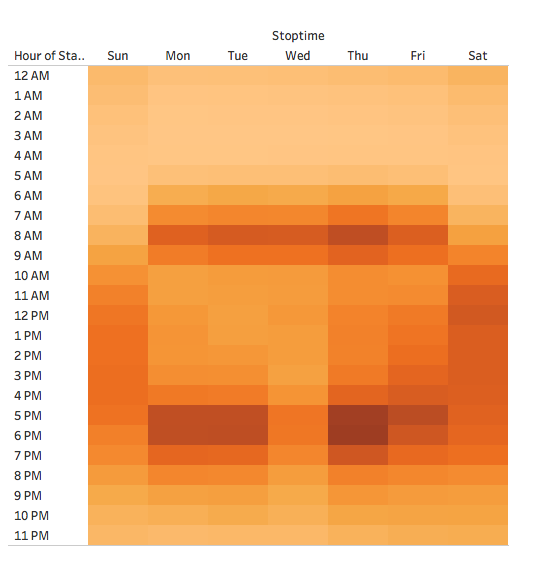 Stoptime
Hour of Sta.. Sun Mon Tue Wed Thu Fri Sat
12 AM
1 AM
2 AM
3 AM
4 AM
5 AM
6 AM
7 AM
8 AM
9 AM
10 AM
11 AM
12 PM
1 PM
2 PM
3 PM
4 PM
5 PM
6 PM
7 PM
8 PM
9 PM
10 PM
11 PM